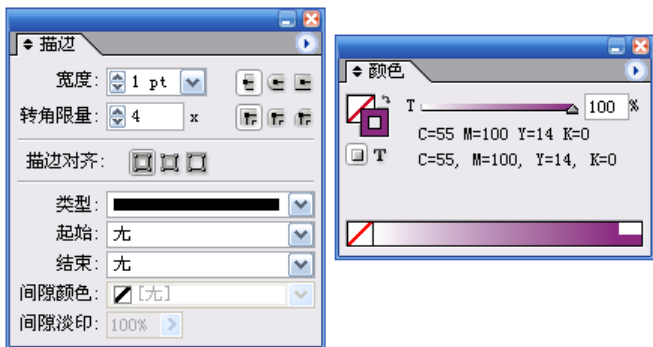 描边
宽度: 1 pt
转角限量: 4 x
描边对齐:
类型:
起始: 无
结束: 无
间隙颜色: [无]
间隙淡印: 100%
颜色
T 100 %
C=55 M=100 Y=14 K=0
T C=55, M=100, Y=14, K=0